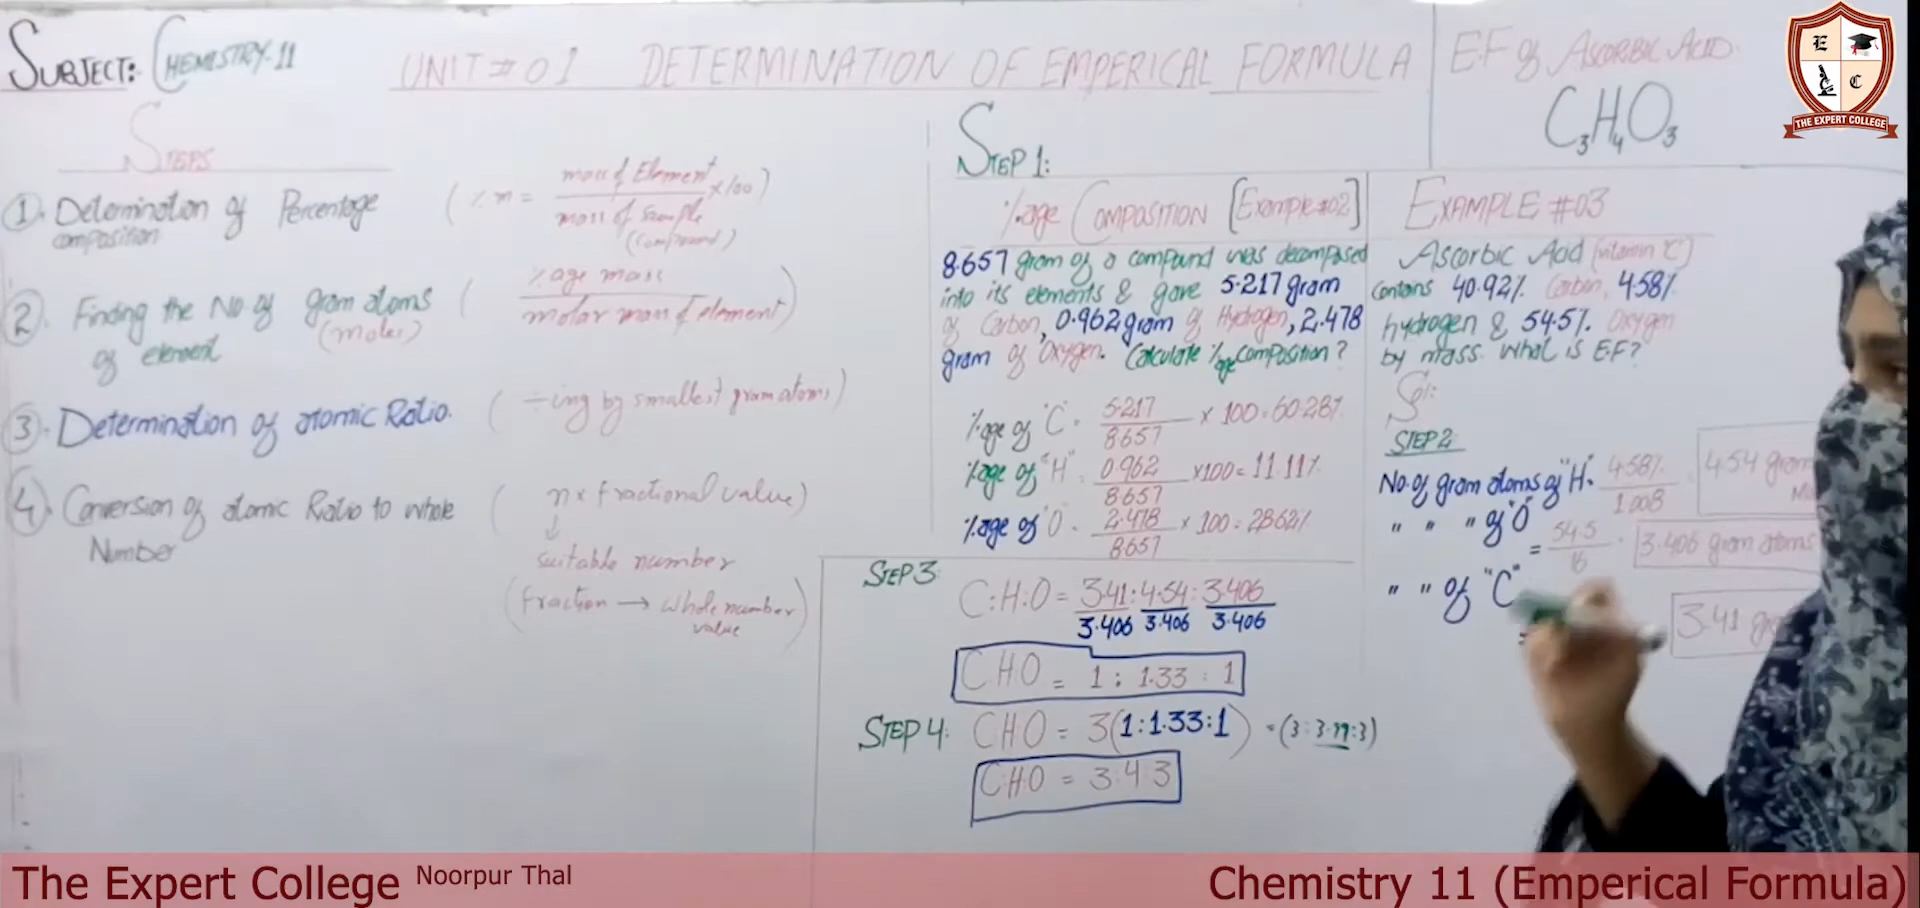 SUBJECT: CHEMISTRY-11
UNIT # 01 DETERMINATION OF EMPERICAL FORMULA
E.F of ASCORBIC ACID
C₃H₄O₃
E
C
THE EXPERT COLLEGE
STEPS
1. Determination of Percentage
composition
( % m = mass of Element / mass of sample × 100 )
(compound)
2. Finding the No. of gram atoms
(moles)
of element
( % age mass / molar mass of element )
3. Determination of atomic Ratio.
( ÷ing by smallest gram atoms )
4. Conversion of atomic Ratio to whole
Number
( n × fractional value )
↓
suitable number
( fraction → whole number
value )
STEP 1:
%age COMPOSITION [Example #02]
8.657 gram of a compound was decomposed
into its elements & gave 5.217 gram
of Carbon, 0.962 gram of Hydrogen, 2.478
gram of Oxygen. Calculate %age composition?
%age of "C" = 5.217 / 8.657 × 100 = 60.28%
%age of "H" = 0.962 / 8.657 × 100 = 11.11%
%age of "O" = 2.478 / 8.657 × 100 = 28.62%
EXAMPLE #03
Ascorbic Acid (vitamin "C")
contains 40.92% Carbon, 4.58%
hydrogen & 54.5% Oxygen
by mass. What is E.F?
Sol:
STEP 2
No. of gram atoms of "H" = 4.58% / 1.008 = 4.54 gram
" " " of "O"
= 54.5 / 16 = 3.406 gram atoms
" " of "C"
=
3.41
STEP 3
C:H:O = 3.41 / 3.406 : 4.54 / 3.406 : 3.406 / 3.406
C H O = 1 : 1.33 : 1
STEP 4: C H O = 3(1:1.33:1) = (3:3.99:3)
C:H:O = 3:4:3
The Expert College Noorpur Thal
Chemistry 11 (Emperical Formula)